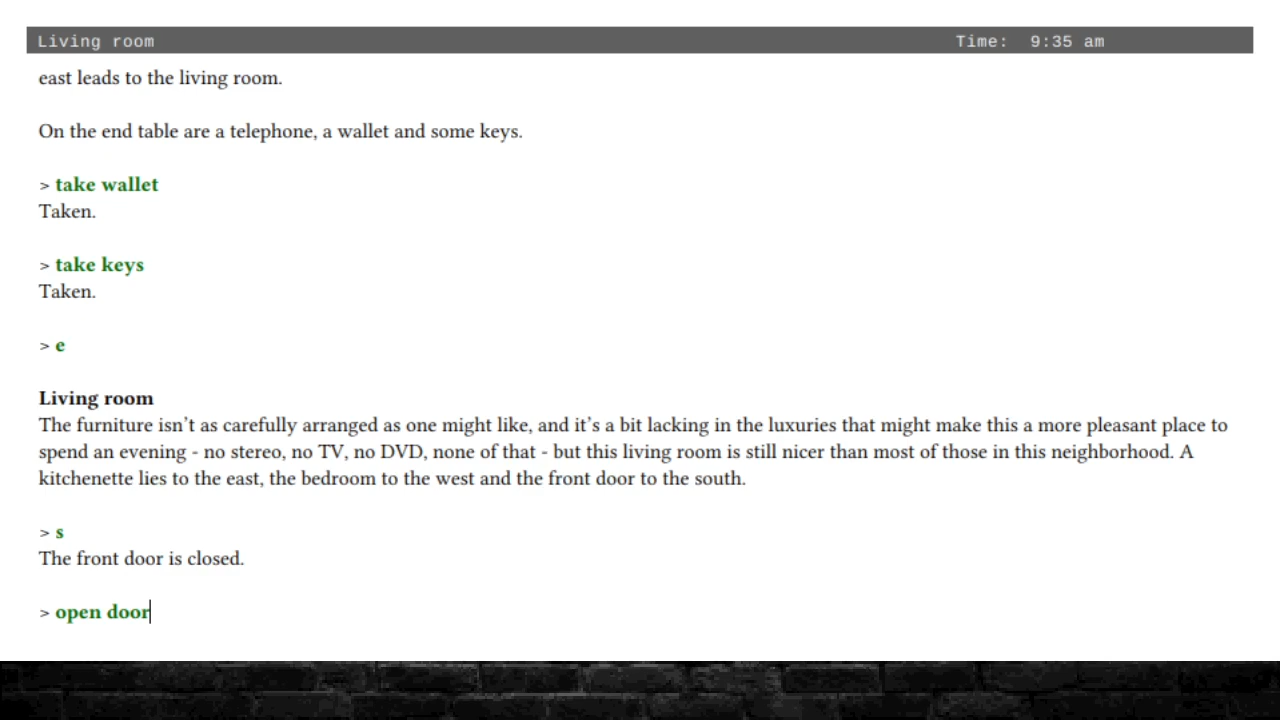 Living room Time: 9:35 am
east leads to the living room.
On the end table are a telephone, a wallet and some keys.
> take wallet
Taken.
> take keys
Taken.
> e
Living room
The furniture isn’t as carefully arranged as one might like, and it’s a bit lacking in the luxuries that might make this a more pleasant place to
spend an evening - no stereo, no TV, no DVD, none of that - but this living room is still nicer than most of those in this neighborhood. A
kitchenette lies to the east, the bedroom to the west and the front door to the south.
> s
The front door is closed.
> open door